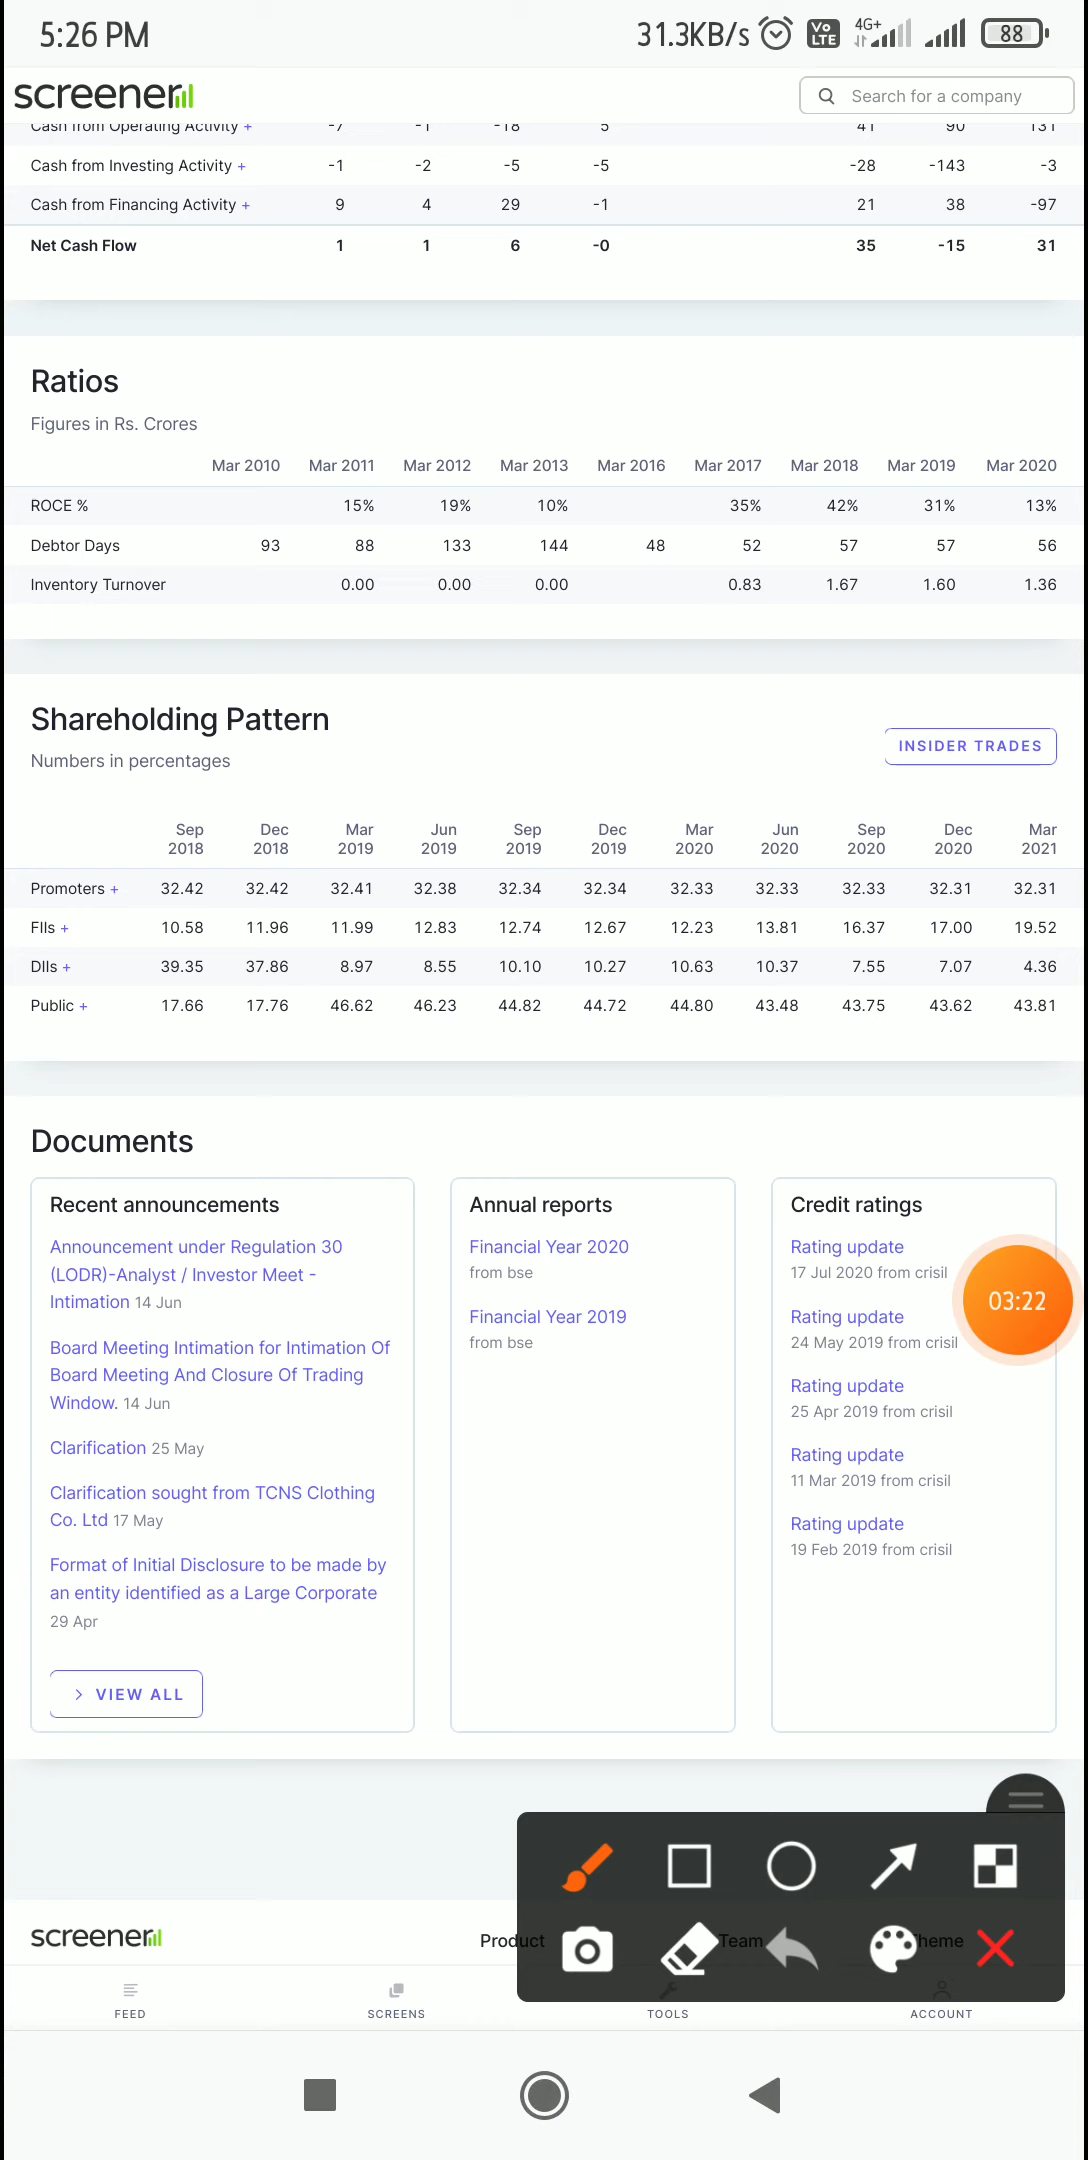 5:26 PM 31.3KB/s Vo LTE 4G+ 88
screener Search for a company
Cash from Operating Activity + -7 -1 -18 5 41 90 131
Cash from Investing Activity + -1 -2 -5 -5 -28 -143 -3
Cash from Financing Activity + 9 4 29 -1 21 38 -97
Net Cash Flow 1 1 6 -0 35 -15 31
Ratios
Figures in Rs. Crores
Mar 2010 Mar 2011 Mar 2012 Mar 2013 Mar 2016 Mar 2017 Mar 2018 Mar 2019 Mar 2020
ROCE % 15% 19% 10% 35% 42% 31% 13%
Debtor Days 93 88 133 144 48 52 57 57 56
Inventory Turnover 0.00 0.00 0.00 0.83 1.67 1.60 1.36
Shareholding Pattern
INSIDER TRADES
Numbers in percentages
Sep Dec Mar Jun Sep Dec Mar Jun Sep Dec Mar
2018 2018 2019 2019 2019 2019 2020 2020 2020 2020 2021
Promoters + 32.42 32.42 32.41 32.38 32.34 32.34 32.33 32.33 32.33 32.31 32.31
FIIs + 10.58 11.96 11.99 12.83 12.74 12.67 12.23 13.81 16.37 17.00 19.52
DIIs + 39.35 37.86 8.97 8.55 10.10 10.27 10.63 10.37 7.55 7.07 4.36
Public + 17.66 17.76 46.62 46.23 44.82 44.72 44.80 43.48 43.75 43.62 43.81
Documents
Recent announcements
Announcement under Regulation 30
(LODR)-Analyst / Investor Meet -
Intimation 14 Jun
Board Meeting Intimation for Intimation Of
Board Meeting And Closure Of Trading
Window. 14 Jun
Clarification 25 May
Clarification sought from TCNS Clothing
Co. Ltd 17 May
Format of Initial Disclosure to be made by
an entity identified as a Large Corporate
29 Apr
VIEW ALL
Annual reports
Financial Year 2020
from bse
Financial Year 2019
from bse
Credit ratings
Rating update
17 Jul 2020 from crisil
Rating update
24 May 2019 from crisil
Rating update
25 Apr 2019 from crisil
Rating update
11 Mar 2019 from crisil
Rating update
19 Feb 2019 from crisil
03:22
screener Product Team Theme
FEED SCREENS TOOLS ACCOUNT